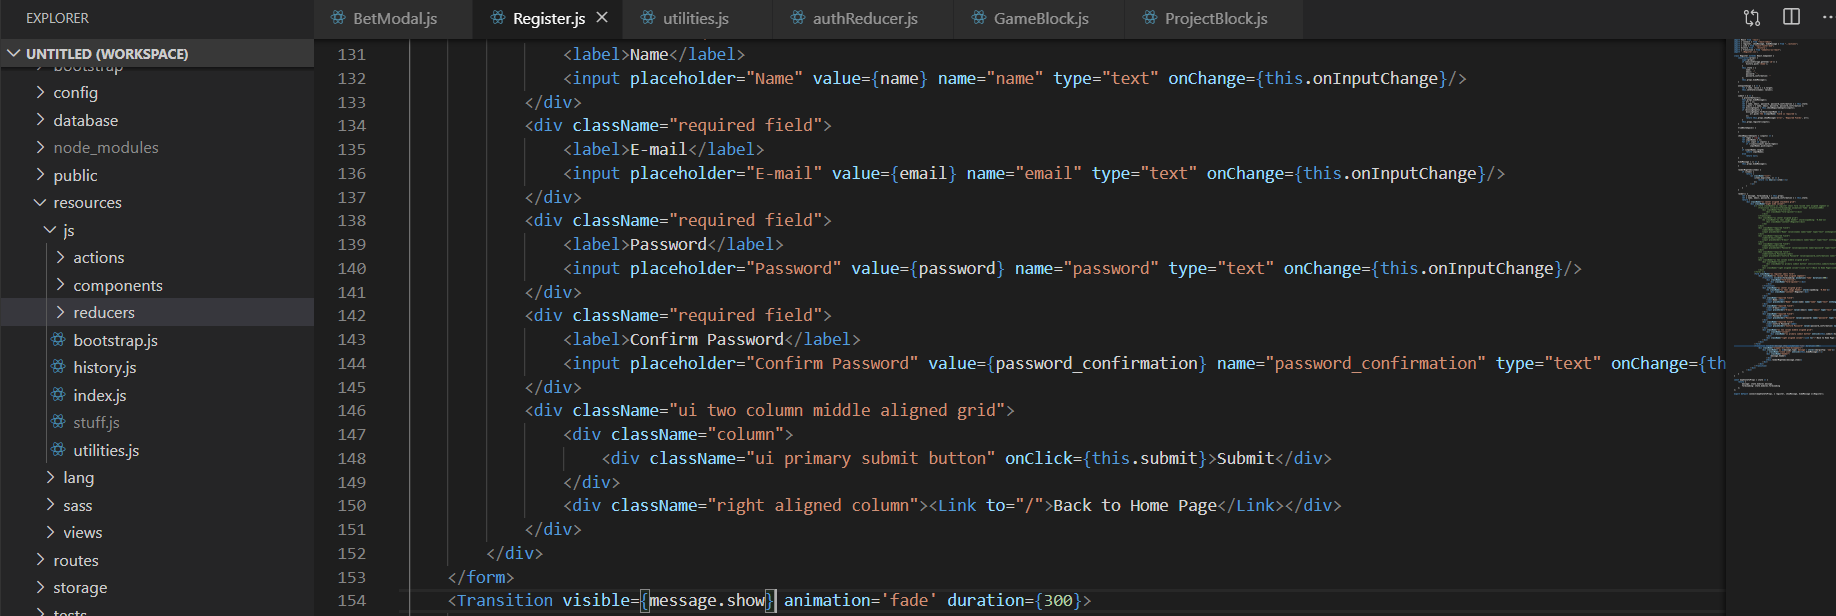 EXPLORER
UNTITLED (WORKSPACE)
bootstrap
config
database
node_modules
public
resources
js
actions
components
reducers
bootstrap.js
history.js
index.js
stuff.js
utilities.js
lang
sass
views
routes
storage
tests
BetModal.js
Register.js
utilities.js
authReducer.js
GameBlock.js
ProjectBlock.js
131 <label>Name</label>
132 <input placeholder="Name" value={name} name="name" type="text" onChange={this.onInputChange}/>
133 </div>
134 <div className="required field">
135 <label>E-mail</label>
136 <input placeholder="E-mail" value={email} name="email" type="text" onChange={this.onInputChange}/>
137 </div>
138 <div className="required field">
139 <label>Password</label>
140 <input placeholder="Password" value={password} name="password" type="text" onChange={this.onInputChange}/>
141 </div>
142 <div className="required field">
143 <label>Confirm Password</label>
144 <input placeholder="Confirm Password" value={password_confirmation} name="password_confirmation" type="text" onChange={th
145 </div>
146 <div className="ui two column middle aligned grid">
147 <div className="column">
148 <div className="ui primary submit button" onClick={this.submit}>Submit</div>
149 </div>
150 <div className="right aligned column"><Link to="/">Back to Home Page</Link></div>
151 </div>
152 </div>
153 </form>
154 <Transition visible={message.show} animation='fade' duration={300}>